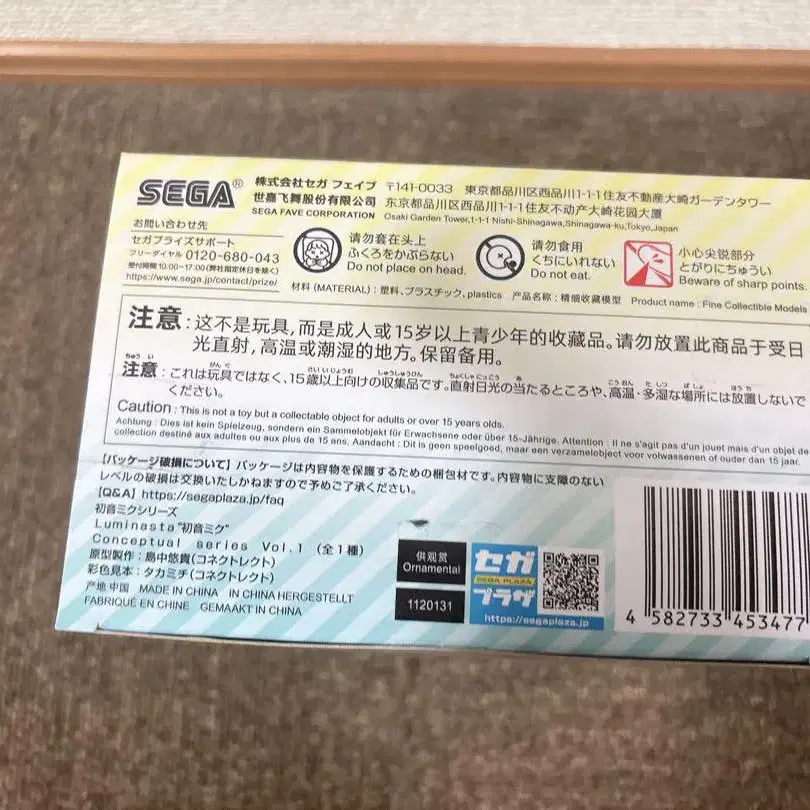 SEGA®
株式会社セガ フェイブ 〒141-0033 東京都品川区西品川1-1-1住友不動産大崎ガーデンタワー
世嘉飞舞股份有限公司 东京都品川区西品川1-1-1住友不动产大崎花园大厦
SEGA FAVE CORPORATION Osaki Garden Tower,1-1-1 Nishi-Shinagawa,Shinagawa-ku,Tokyo,Japan
お問い合わせ先
セガプライズサポート
フリーダイヤル 0120-680-043
受付時間 10:00~17:00(弊社指定休日を除く)
https://www.sega.jp/contact/prize/
请勿套在头上
ふくろをかぶらない
Do not place on head.
请勿食用
くちにいれない
Do not eat.
小心尖锐部分
とがりにちゅうい
Beware of sharp points.
材料 (MATERIAL) : 塑料、プラスチック、plastics 产品名称 : 精细收藏模型 Product name : Fine Collectible Models
注意 : 这不是玩具,而是成人或15岁以上青少年的收藏品。请勿放置此商品于受日
光直射,高温或潮湿的地方。保留备用。
注意 : これは玩具ではなく、15歳以上向けの収集品です。直射日光の当たるところや、高温・多湿な場所には放置しないで
ください。
Caution : This is not a toy but a collectable object for adults or over 15 years olds.
Achtung : Dies ist kein Spielzeug, sondern ein Sammelobjekt für Erwachsene oder über 15-Jährige. Attention : Il ne s'agit pas d'un jouet mais d'un objet de
collection destiné aux adultes ou aux plus de 15 ans. Aandacht : Dit is geen speelgoed, maar een verzamelobject voor volwassenen of ouder dan 15 jaar.
【パッケージ破損について】パッケージは内容物を保護するための梱包材です。内容物に支障のない
レベルの破損は交換いたしかねますので予めご了承ください。
【Q&A】https://segaplaza.jp/faq
初音ミクシリーズ
Luminasta "初音ミク"
Conceptual series Vol.1 (全1種)
原型製作 : 島中悠貴(コネクトレクト)
彩色見本 : タカミチ(コネクトレクト)
产地 中国 MADE IN CHINA IN CHINA HERGESTELLT
FABRIQUÉ EN CHINE GEMAAKT IN CHINA
供观赏
Ornamental
1120131
セガ
SEGA PLAZA
プラザ
https://segaplaza.jp
4 582733 453477